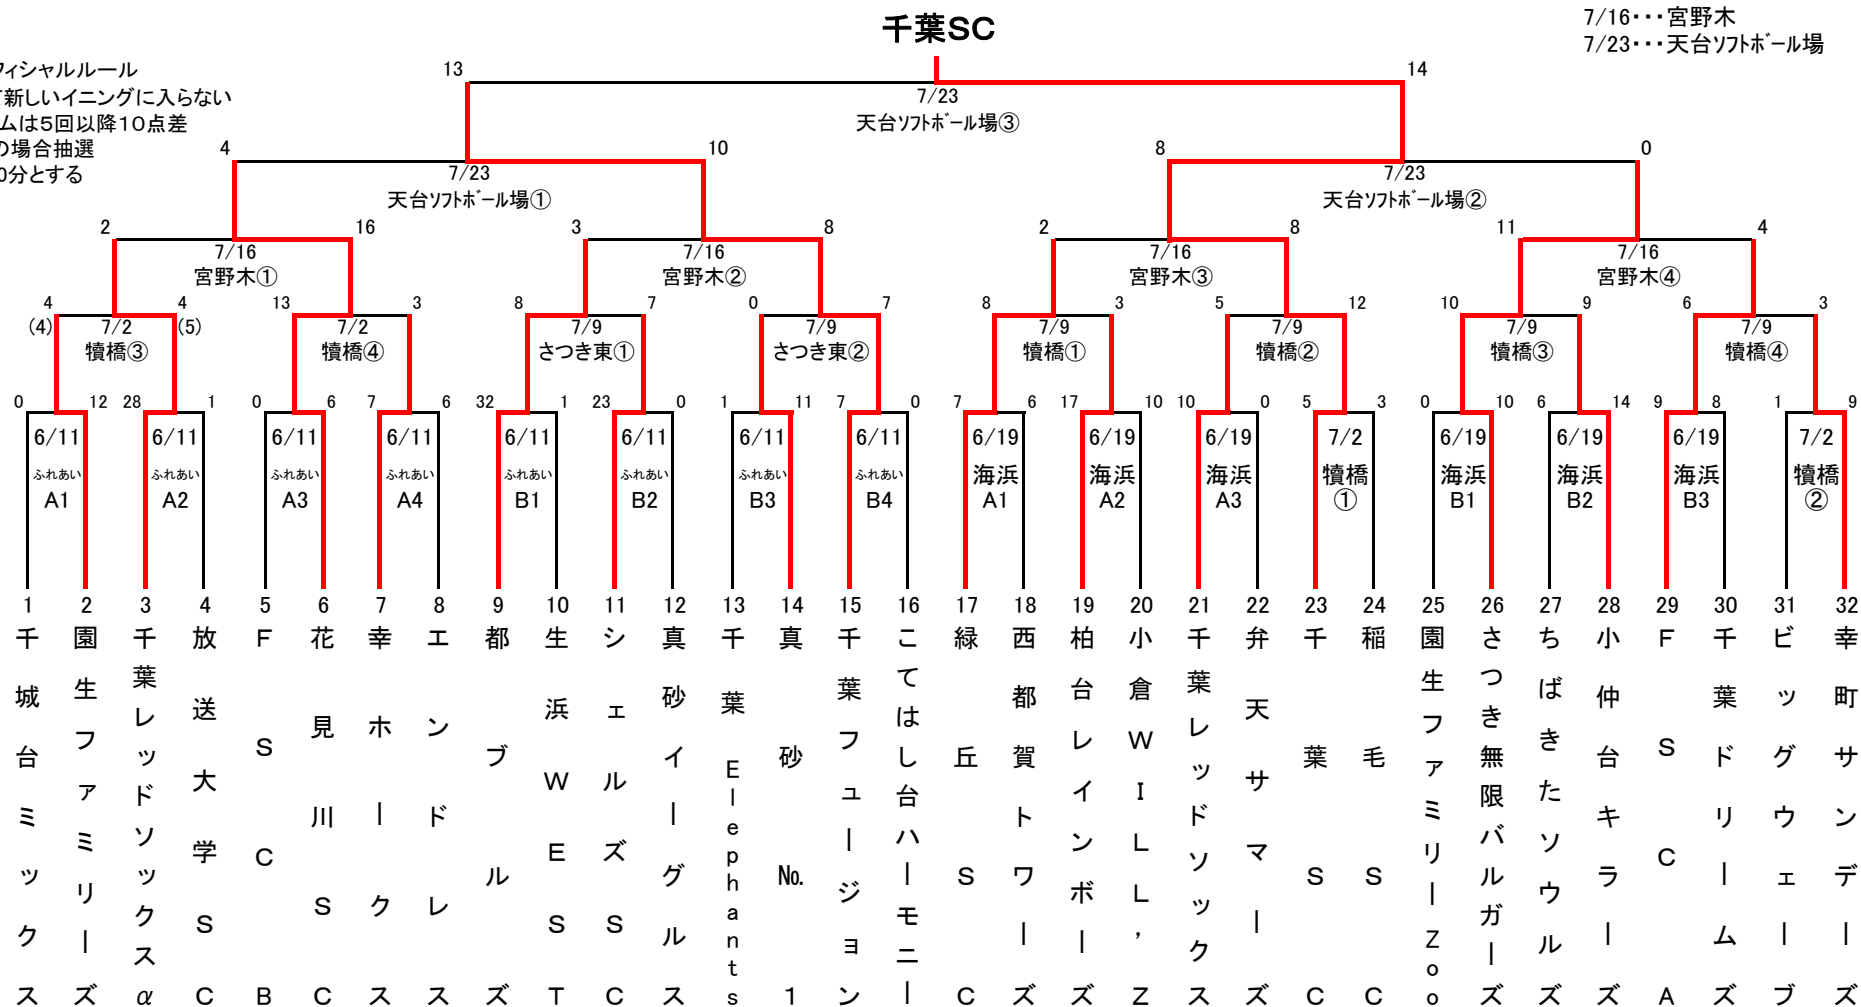 千葉SC
7/16・・・宮野木
7/23・・・天台ソフトボール場
フィシャルルール
て新しいイニングに入らない
ムは5回以降10点差
の場合抽選
0分とする
13 14
7/23
天台ソフトボール場③
4 10 8 0
7/23 7/23
天台ソフトボール場① 天台ソフトボール場②
2 16 3 8 2 8 11 4
7/16 7/16 7/16 7/16
宮野木① 宮野木② 宮野木③ 宮野木④
4 4 13 3 8 7 0 7 8 3 5 12 10 9 6 3
(4) 7/2 (5) 7/2 7/9 7/9 7/9 7/9 7/9 7/9
犢橋③ 犢橋④ さつき東① さつき東② 犢橋① 犢橋② 犢橋③ 犢橋④
0 12 28 1 0 6 7 6 32 1 23 0 1 11 7 0 7 6 17 10 10 0 5 3 0 10 6 14 9 8 1 9
6/11 6/11 6/11 6/11 6/11 6/11 6/11 6/11 6/19 6/19 6/19 7/2 6/19 6/19 6/19 7/2
ふれあい ふれあい ふれあい ふれあい ふれあい ふれあい ふれあい ふれあい 海浜 海浜 海浜 犢橋 海浜 海浜 海浜 犢橋
A1 A2 A3 A4 B1 B2 B3 B4 A1 A2 A3 ① B1 B2 B3 ②
1 2 3 4 5 6 7 8 9 10 11 12 13 14 15 16 17 18 19 20 21 22 23 24 25 26 27 28 29 30 31 32
千城台ミックス
園生ファミリーズ
千葉レッドソックスα
放送大学SC
FSCB
花見川SC
幸ホークス
エンドレス
都ブルズ
生浜WEST
シェルズSC
真砂イーグルス
千葉Elephants
真砂№1
千葉フュージョン
こてはし台ハーモニー
緑丘SC
西都賀トワーズ
柏台レインボーズ
小倉WILL’Z
千葉レッドソックス
弁天サマーズ
千葉SC
稲毛SC
園生ファミリーZoo
さつき無限バルガーズ
ちばきたソウルズ
小仲台キラーズ
FSCA
千葉ドリームズ
ビッグウェーブ
幸町サンデーズ